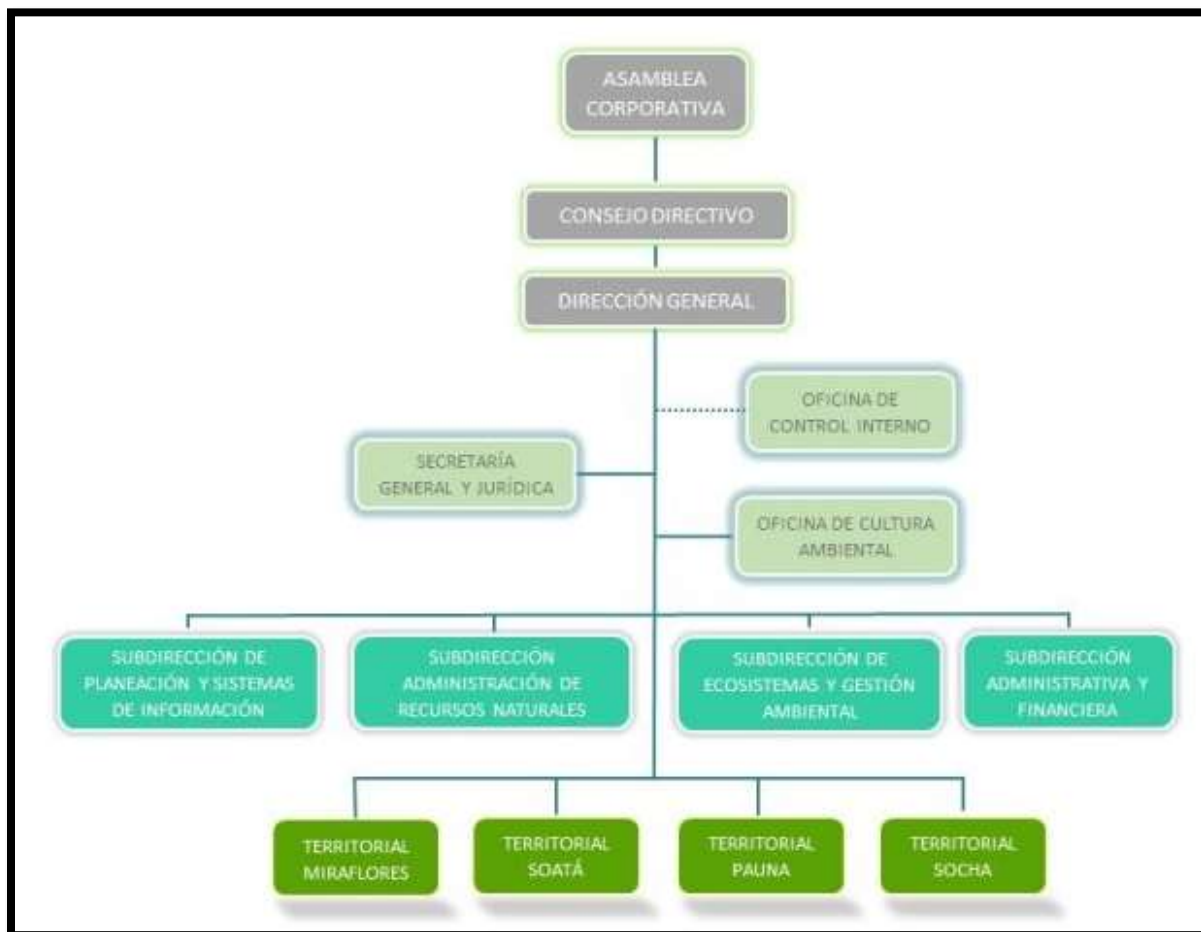 ASAMBLEA
CORPORATIVA
CONSEJO DIRECTIVO
DIRECCIÓN GENERAL
OFICINA DE
CONTROL INTERNO
SECRETARÍA
GENERAL Y JURÍDICA
OFICINA DE CULTURA
AMBIENTAL
SUBDIRECCIÓN DE
PLANEACIÓN Y SISTEMAS
DE INFORMACIÓN
SUBDIRECCIÓN
ADMINISTRACIÓN DE
RECURSOS NATURALES
SUBDIRECCIÓN DE
ECOSISTEMAS Y GESTIÓN
AMBIENTAL
SUBDIRECCIÓN
ADMINISTRATIVA Y
FINANCIERA
TERRITORIAL
MIRAFLORES
TERRITORIAL
SOATÁ
TERRITORIAL
PAUNA
TERRITORIAL
SOCHA